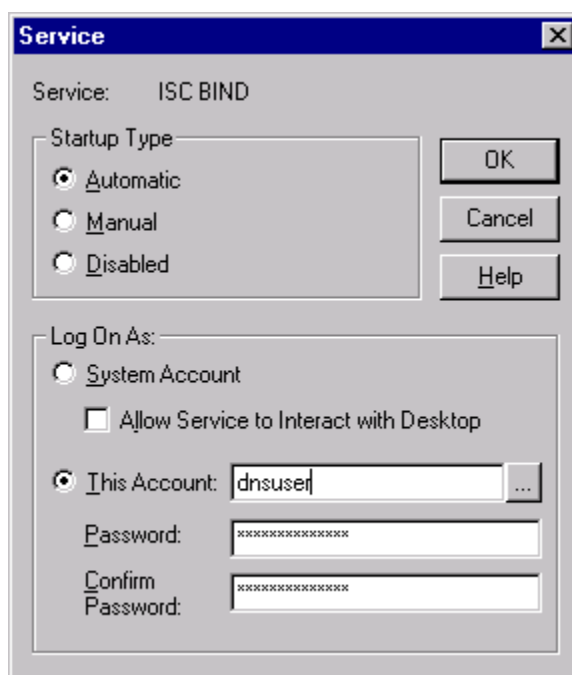 Service
Service: ISC BIND
Startup Type
Automatic
Manual
Disabled
OK
Cancel
Help
Log On As:
System Account
Allow Service to Interact with Desktop
This Account: dnsuser ...
Password: **************
Confirm
Password: **************